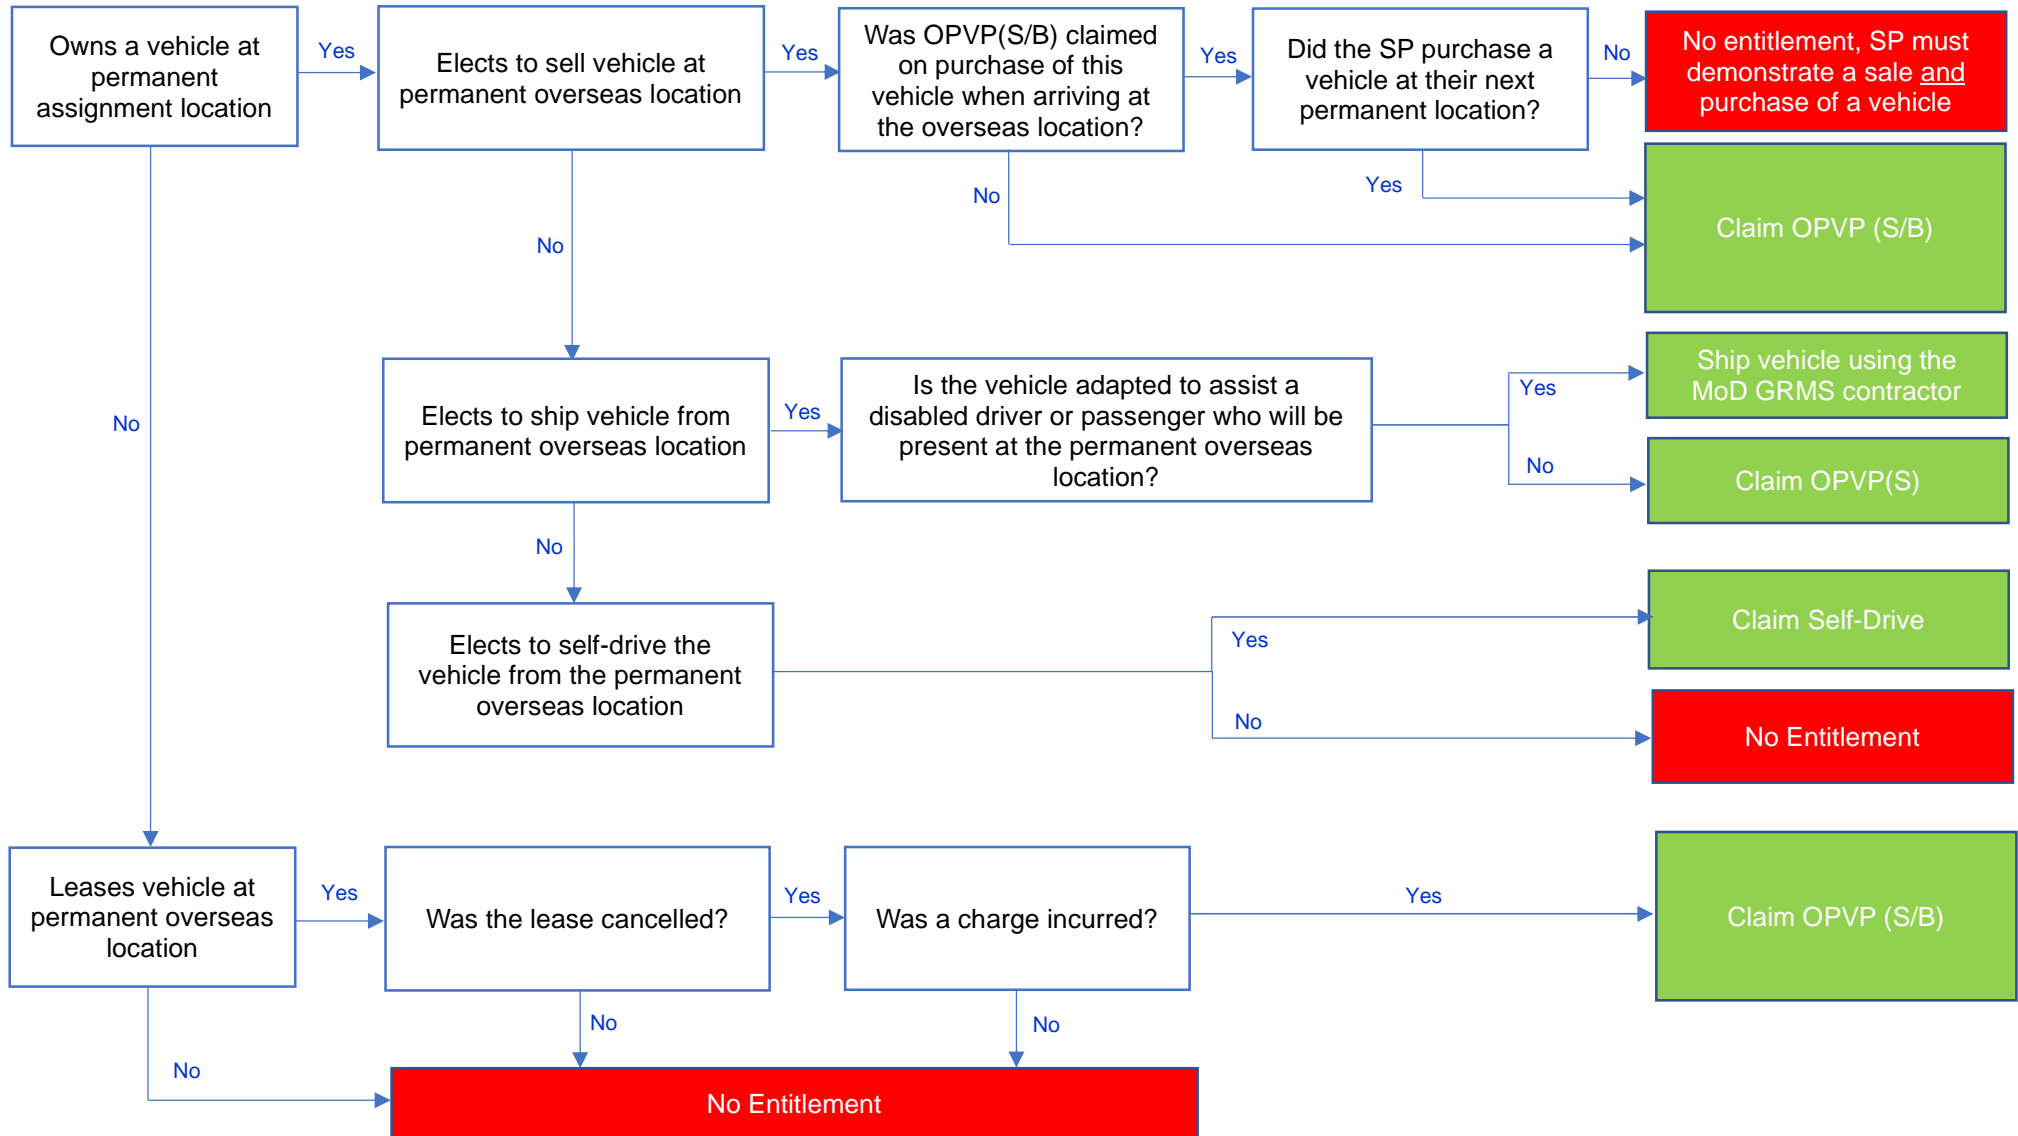 Owns a vehicle at
permanent
assignment location
Yes
Elects to sell vehicle at
permanent overseas location
Yes
Was OPVP(S/B) claimed
on purchase of this
vehicle when arriving at
the overseas location?
Yes
Did the SP purchase a
vehicle at their next
permanent location?
No
No entitlement, SP must
demonstrate a sale and
purchase of a vehicle
Yes
No
Claim OPVP (S/B)
No
No
Elects to ship vehicle from
permanent overseas location
Yes
Is the vehicle adapted to assist a
disabled driver or passenger who will be
present at the permanent overseas
location?
Yes
Ship vehicle using the
MoD GRMS contractor
No
Claim OPVP(S)
No
Elects to self-drive the
vehicle from the permanent
overseas location
Yes
Claim Self-Drive
No
No Entitlement
Leases vehicle at
permanent overseas
location
Yes
Was the lease cancelled?
Yes
Was a charge incurred?
Yes
Claim OPVP (S/B)
No
No
No
No Entitlement